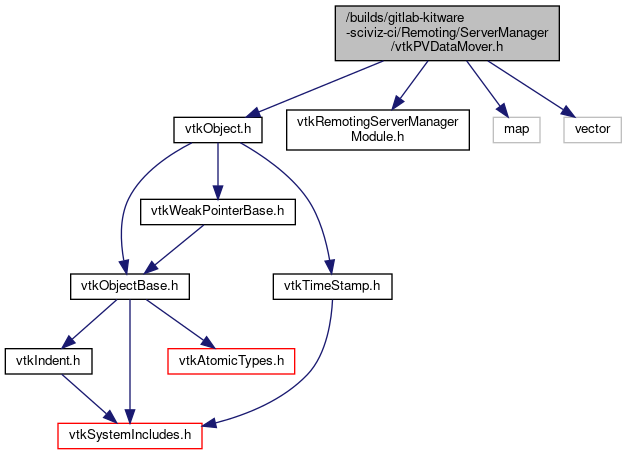 /builds/gitlab-kitware
-sciviz-ci/Remoting/ServerManager
/vtkPVDataMover.h
vtkObject.h
vtkRemotingServerManager
Module.h
map
vector
vtkWeakPointerBase.h
vtkObjectBase.h
vtkTimeStamp.h
vtkIndent.h
vtkAtomicTypes.h
vtkSystemIncludes.h